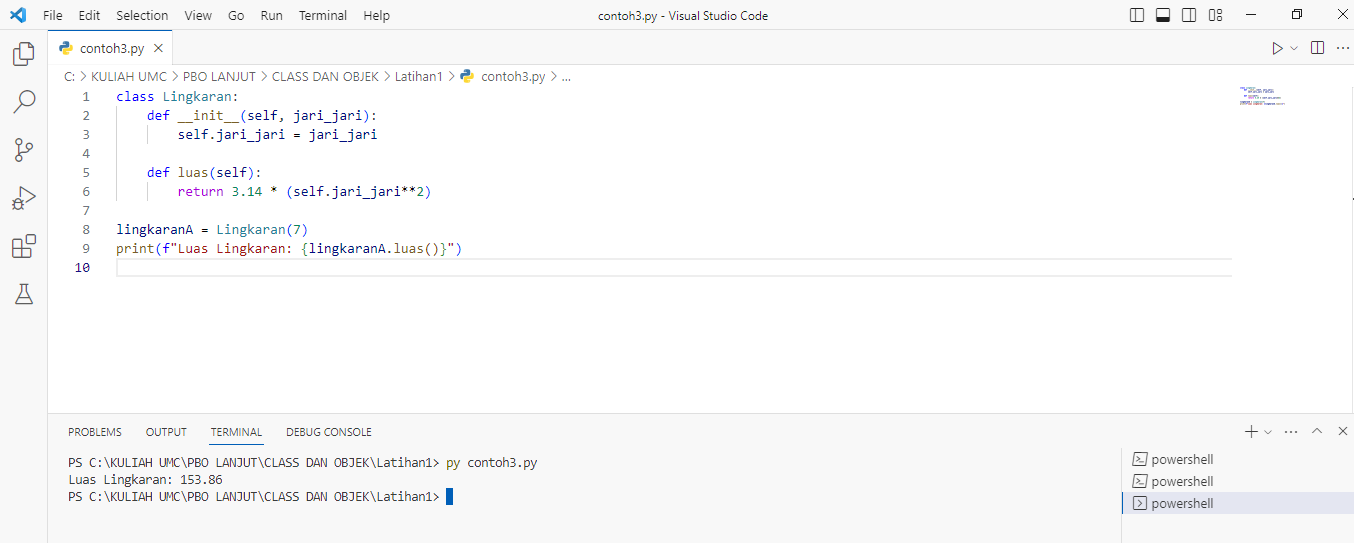 File Edit Selection View Go Run Terminal Help contoh3.py - Visual Studio Code
contoh3.py
C: > KULIAH UMC > PBO LANJUT > CLASS DAN OBJEK > Latihan1 > contoh3.py > ...
1 class Lingkaran:
2     def __init__(self, jari_jari):
3         self.jari_jari = jari_jari
4
5     def luas(self):
6         return 3.14 * (self.jari_jari**2)
7
8 lingkaranA = Lingkaran(7)
9 print(f"Luas Lingkaran: {lingkaranA.luas()}")
10
PROBLEMS OUTPUT TERMINAL DEBUG CONSOLE
PS C:\KULIAH UMC\PBO LANJUT\CLASS DAN OBJEK\Latihan1> py contoh3.py
Luas Lingkaran: 153.86
PS C:\KULIAH UMC\PBO LANJUT\CLASS DAN OBJEK\Latihan1>
powershell
powershell
powershell